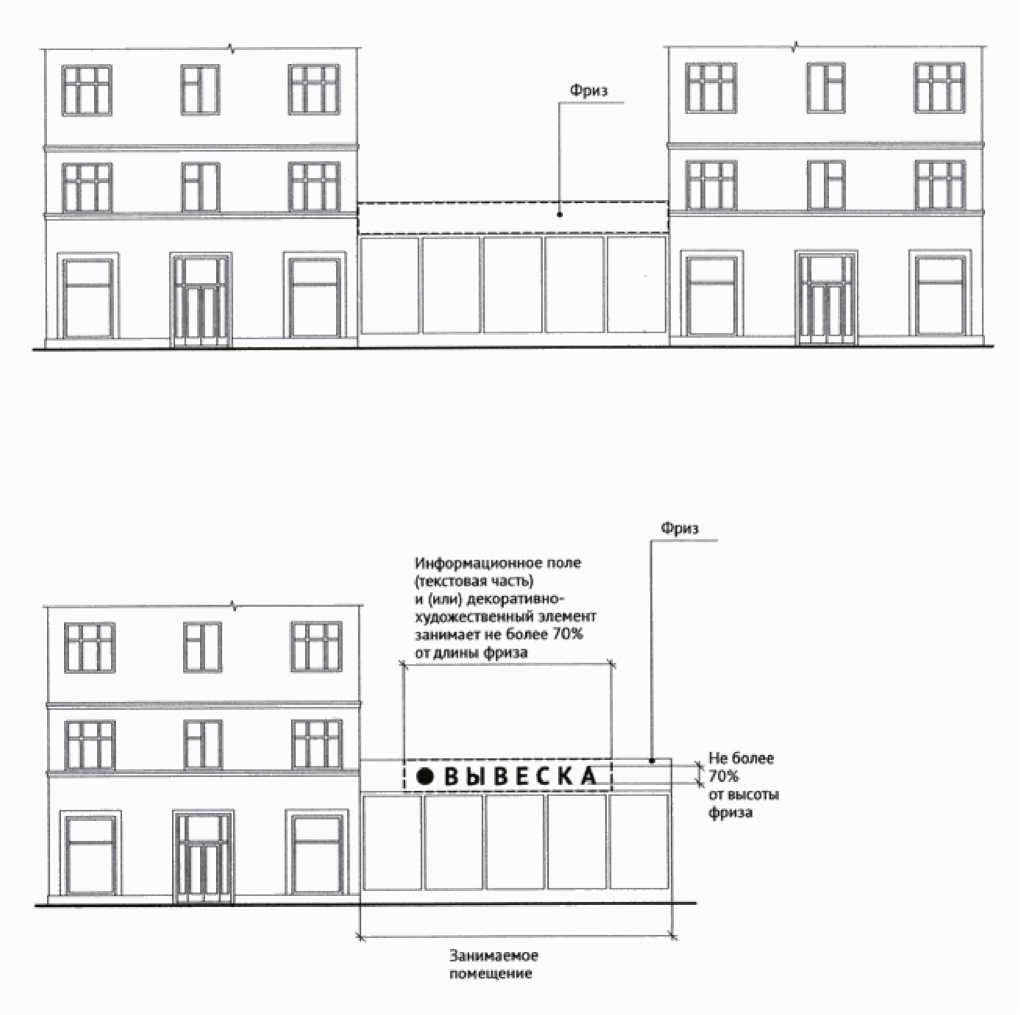 Фриз
Фриз
Информационное поле
(текстовая часть)
и (или) декоративно-
художественный элемент
занимает не более 70%
от длины фриза
Не более
70%
от высоты
фриза
ВЫВЕСКА
Занимаемое
помещение